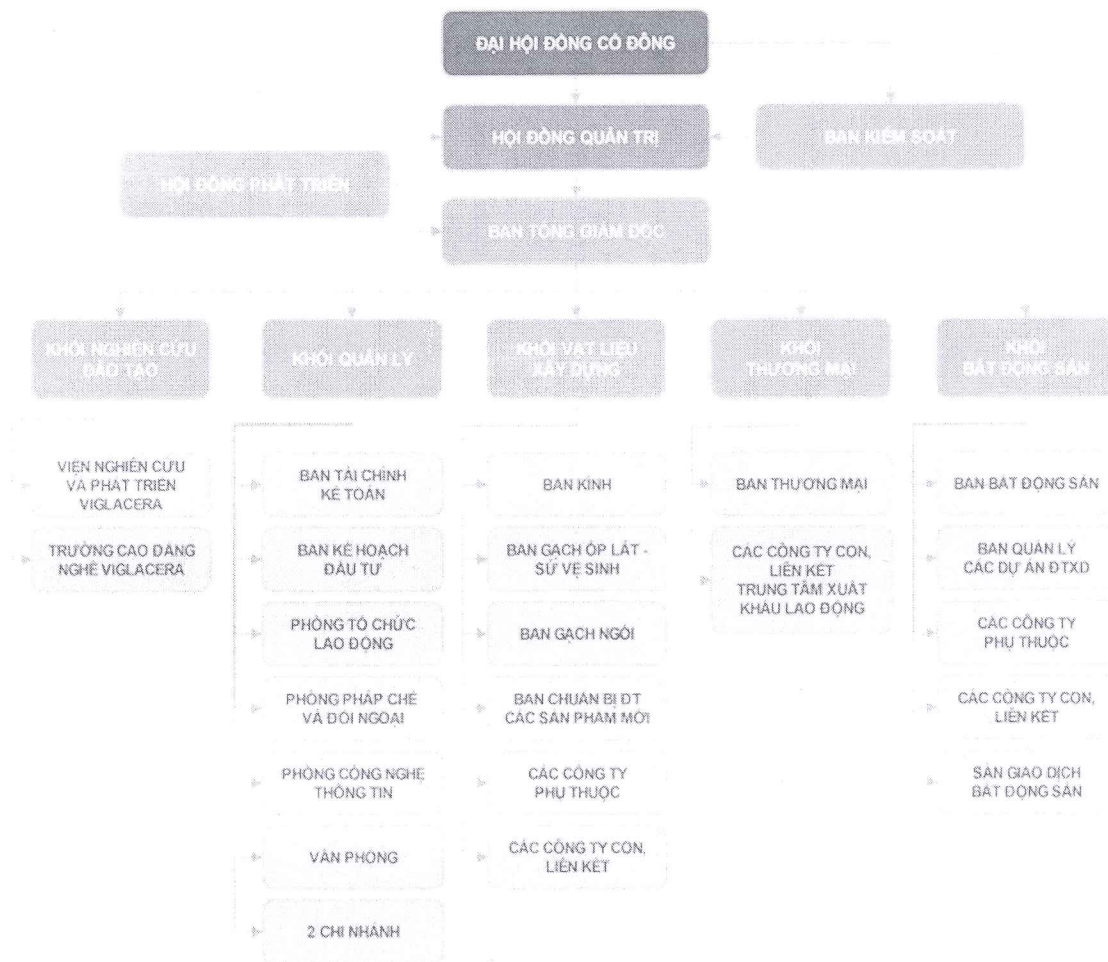 ĐẠI HỘI ĐỒNG CỔ ĐÔNG
HỘI ĐỒNG QUẢN TRỊ
BAN KIỂM SOÁT
HỘI ĐỒNG PHÁT TRIỂN
BAN TỔNG GIÁM ĐỐC
KHỐI NGHIÊN CỨU
ĐÀO TẠO
KHỐI QUẢN LÝ
KHỐI VẬT LIỆU
XÂY DỰNG
KHỐI
THƯƠNG MẠI
KHỐI
BẤT ĐỘNG SẢN
VIỆN NGHIÊN CỨU
VÀ PHÁT TRIỂN
VIGLACERA
TRƯỜNG CAO ĐẲNG
NGHỀ VIGLACERA
BAN TÀI CHÍNH
KẾ TOÁN
BAN KẾ HOẠCH
ĐẦU TƯ
PHÒNG TỔ CHỨC
LAO ĐỘNG
PHÒNG PHÁP CHẾ
VÀ ĐỐI NGOẠI
PHÒNG CÔNG NGHỆ
THÔNG TIN
VĂN PHÒNG
2 CHI NHÁNH
BAN KÍNH
BAN GẠCH ỐP LÁT -
SỨ VỆ SINH
BAN GẠCH NGÓI
BAN CHUẨN BỊ ĐT
CÁC SẢN PHẨM MỚI
CÁC CÔNG TY
PHỤ THUỘC
CÁC CÔNG TY CON,
LIÊN KẾT
BAN THƯƠNG MẠI
CÁC CÔNG TY CON,
LIÊN KẾT
TRUNG TÂM XUẤT
KHẨU LAO ĐỘNG
BAN BẤT ĐỘNG SẢN
BAN QUẢN LÝ
CÁC DỰ ÁN ĐTXD
CÁC CÔNG TY
PHỤ THUỘC
CÁC CÔNG TY CON,
LIÊN KẾT
SÀN GIAO DỊCH
BẤT ĐỘNG SẢN